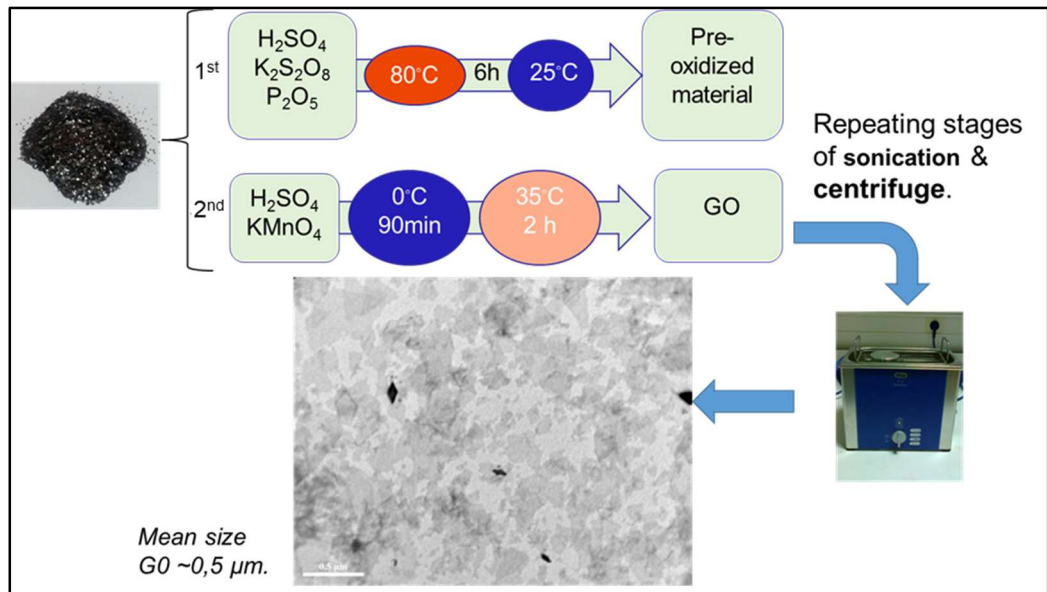 1st
H₂SO₄
K₂S₂O₈
P₂O₅
80°C
6h
25°C
Pre-
oxidized
material
2nd
H₂SO₄
KMnO₄
0°C
90min
35°C
2 h
GO
Repeating stages
of sonication &
centrifuge.
0.5 µm
Mean size
G0 ~0,5 µm.